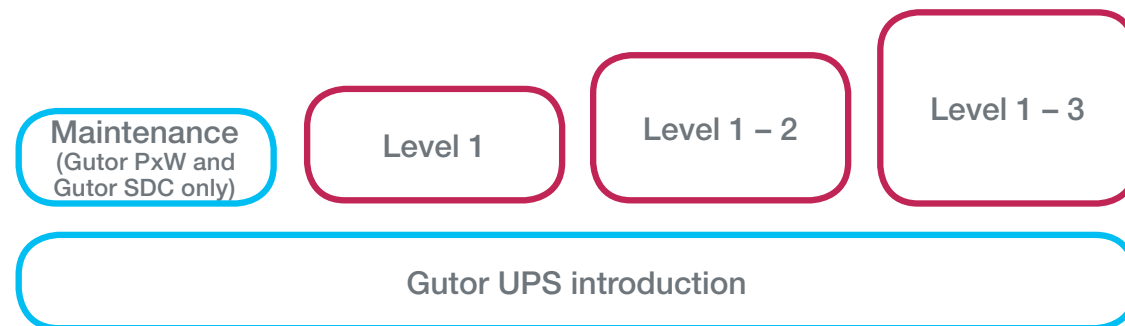 Maintenance
(Gutor PxW and
Gutor SDC only)
Level 1
Level 1 – 2
Level 1 – 3
Gutor UPS introduction